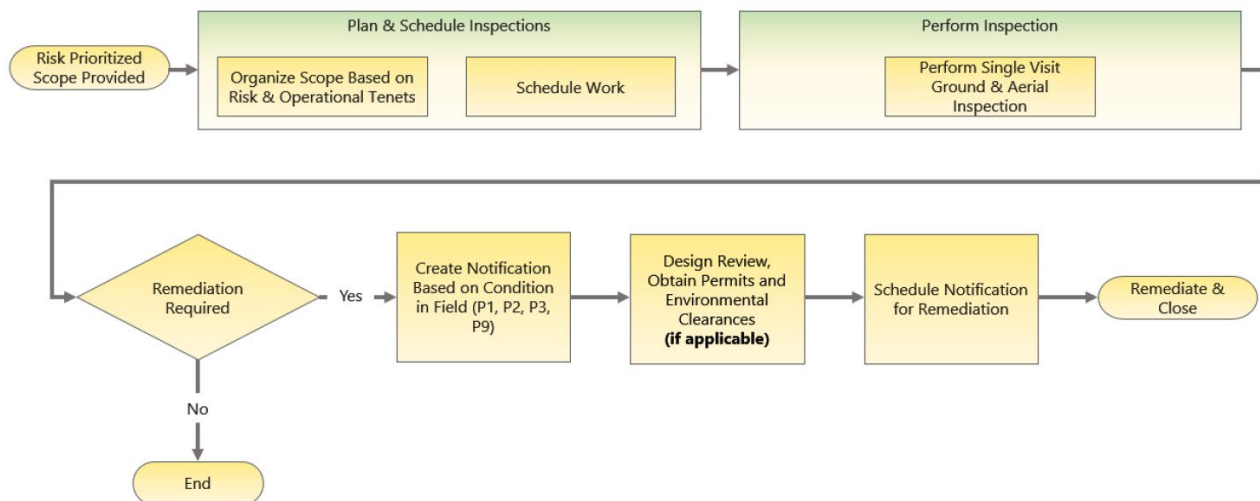 Plan & Schedule Inspections
Perform Inspection
Risk Prioritized
Scope Provided
Organize Scope Based on
Risk & Operational Tenets
Schedule Work
Perform Single Visit
Ground & Aerial
Inspection
Remediation
Required
Yes
No
End
Create Notification
Based on Condition
in Field (P1, P2, P3,
P9)
Design Review,
Obtain Permits and
Environmental
Clearances
(if applicable)
Schedule Notification
for Remediation
Remediate &
Close